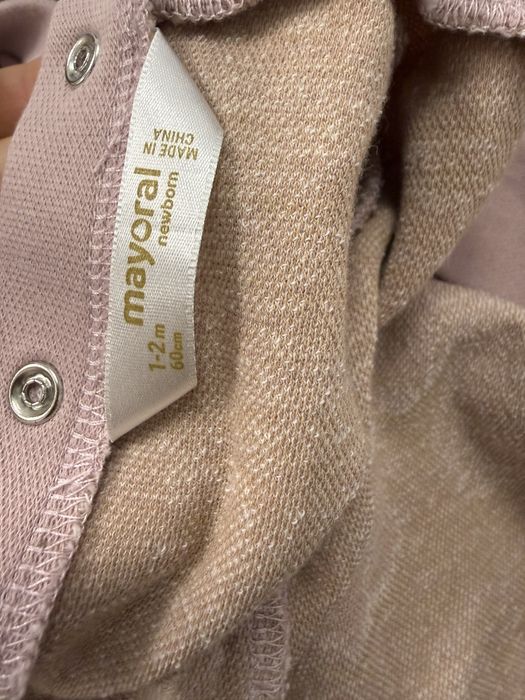 MADE IN
CHINA
mayoral
newborn
1-2 m
60cm